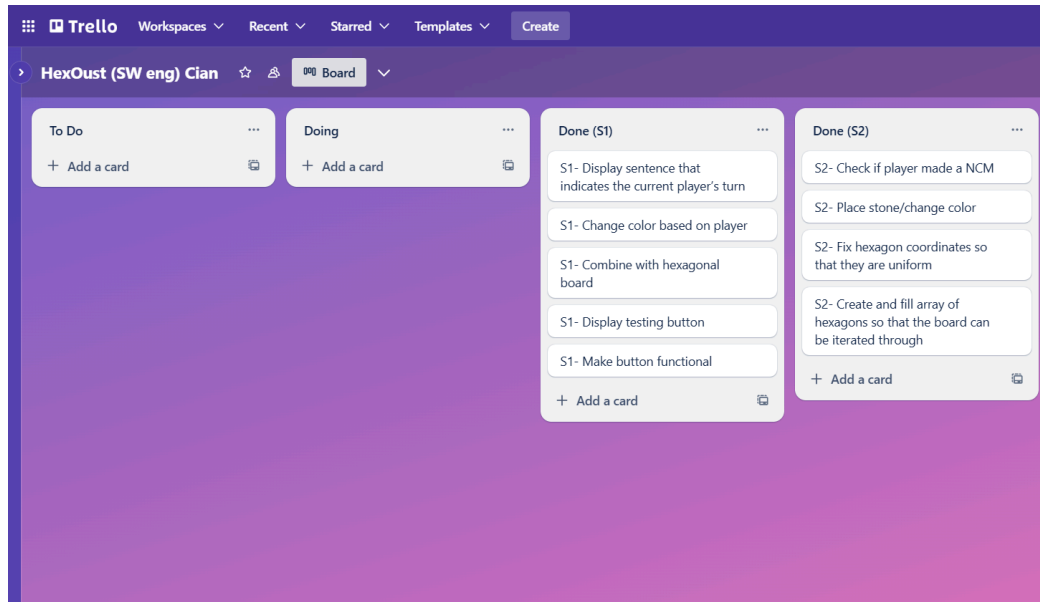 Trello Workspaces Recent Starred Templates Create
HexOust (SW eng) Cian Board
To Do
+ Add a card
Doing
+ Add a card
Done (S1)
S1- Display sentence that
indicates the current player's turn
S1- Change color based on player
S1- Combine with hexagonal
board
S1- Display testing button
S1- Make button functional
+ Add a card
Done (S2)
S2- Check if player made a NCM
S2- Place stone/change color
S2- Fix hexagon coordinates so
that they are uniform
S2- Create and fill array of
hexagons so that the board can
be iterated through
+ Add a card